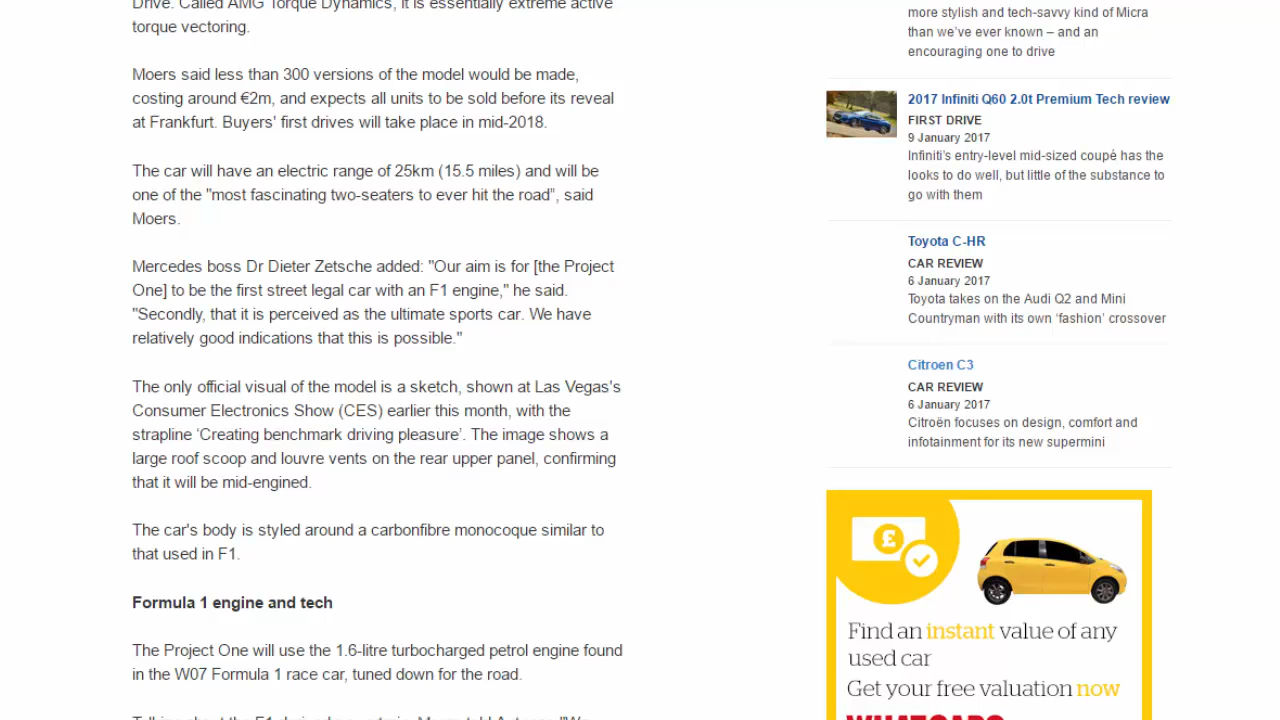 Drive. Called AMG Torque Dynamics, it is essentially extreme active
torque vectoring.
Moers said less than 300 versions of the model would be made,
costing around €2m, and expects all units to be sold before its reveal
at Frankfurt. Buyers' first drives will take place in mid-2018.
The car will have an electric range of 25km (15.5 miles) and will be
one of the "most fascinating two-seaters to ever hit the road”, said
Moers.
Mercedes boss Dr Dieter Zetsche added: "Our aim is for [the Project
One] to be the first street legal car with an F1 engine," he said.
"Secondly, that it is perceived as the ultimate sports car. We have
relatively good indications that this is possible."
The only official visual of the model is a sketch, shown at Las Vegas's
Consumer Electronics Show (CES) earlier this month, with the
strapline ‘Creating benchmark driving pleasure’. The image shows a
large roof scoop and louvre vents on the rear upper panel, confirming
that it will be mid-engined.
The car's body is styled around a carbonfibre monocoque similar to
that used in F1.
Formula 1 engine and tech
The Project One will use the 1.6-litre turbocharged petrol engine found
in the W07 Formula 1 race car, tuned down for the road.
more stylish and tech-savvy kind of Micra
than we’ve ever known – and an
encouraging one to drive
2017 Infiniti Q60 2.0t Premium Tech review
FIRST DRIVE
9 January 2017
Infiniti’s entry-level mid-sized coupé has the
looks to do well, but little of the substance to
go with them
Toyota C-HR
CAR REVIEW
6 January 2017
Toyota takes on the Audi Q2 and Mini
Countryman with its own ‘fashion’ crossover
Citroen C3
CAR REVIEW
6 January 2017
Citroën focuses on design, comfort and
infotainment for its new supermini
£
Find an instant value of any
used car
Get your free valuation now
WHATCAR?